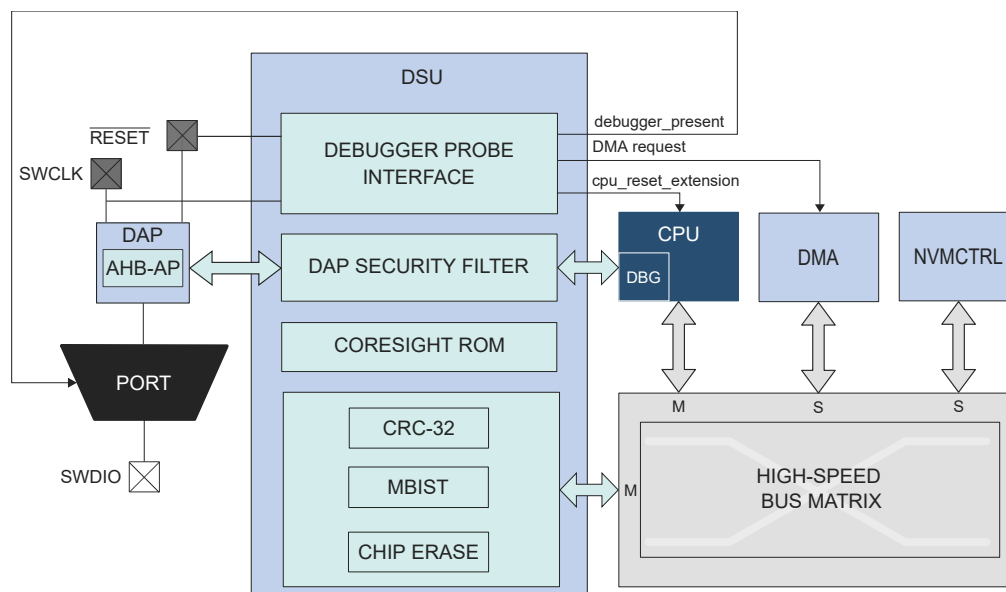 DSU
debugger_present
RESET
DEBUGGER PROBE
INTERFACE
DMA request
SWCLK
cpu_reset_extension
DAP
AHB-AP
DAP SECURITY FILTER
CPU
DBG
DMA
NVMCTRL
CORESIGHT ROM
PORT
M
S
S
CRC-32
MBIST
CHIP ERASE
SWDIO
M
HIGH-SPEED
BUS MATRIX